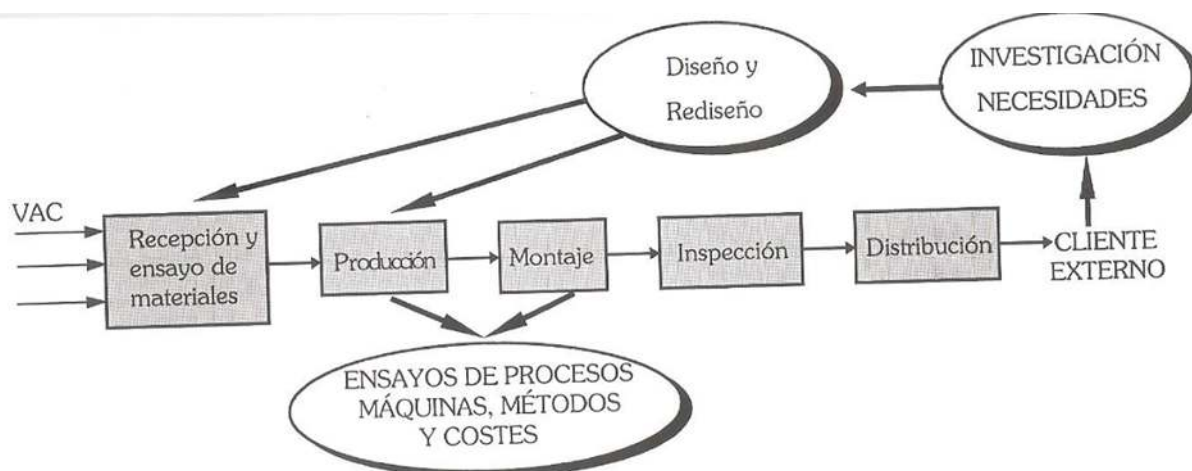 Diseño y
Rediseño
INVESTIGACIÓN
NECESIDADES
VAC
Recepción y
ensayo de
materiales
Producción
Montaje
Inspección
Distribución
CLIENTE
EXTERNO
ENSAYOS DE PROCESOS
MÁQUINAS, MÉTODOS
Y COSTES